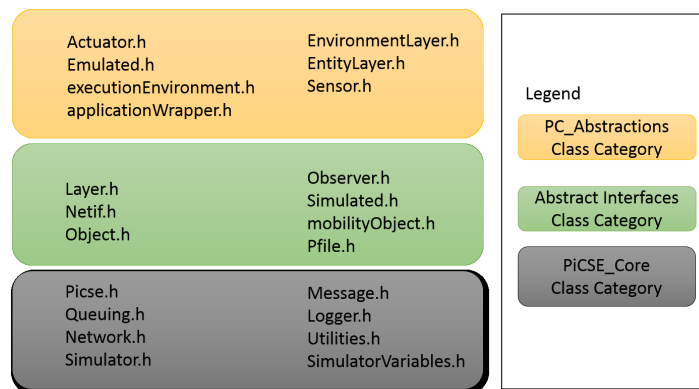 Actuator.h
Emulated.h
executionEnvironment.h
applicationWrapper.h
EnvironmentLayer.h
EntityLayer.h
Sensor.h
Layer.h
Netif.h
Object.h
Observer.h
Simulated.h
mobilityObject.h
Pfile.h
Picse.h
Queuing.h
Network.h
Simulator.h
Message.h
Logger.h
Utilities.h
SimulatorVariables.h
Legend
PC_Abstractions
Class Category
Abstract Interfaces
Class Category
PiCSE_Core
Class Category